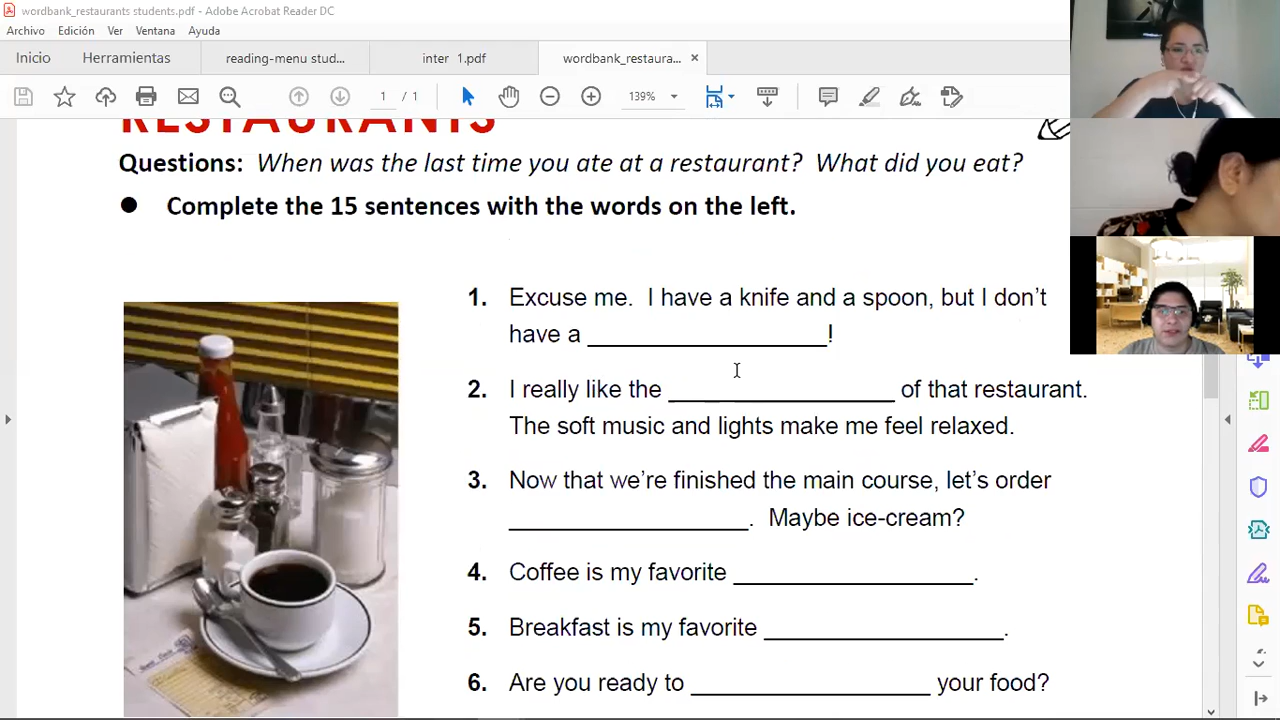 wordbank_restaurants students.pdf - Adobe Acrobat Reader DC
Archivo Edición Ver Ventana Ayuda
Inicio Herramientas reading-menu stud... inter 1.pdf wordbank_restaura... ×
1 / 1 139%
RESTAURANTS
Questions: When was the last time you ate at a restaurant? What did you eat?
● Complete the 15 sentences with the words on the left.
1. Excuse me. I have a knife and a spoon, but I don't
have a ____________________!
2. I really like the ___________________ of that restaurant.
The soft music and lights make me feel relaxed.
3. Now that we're finished the main course, let's order
____________________. Maybe ice-cream?
4. Coffee is my favorite ____________________.
5. Breakfast is my favorite ____________________.
6. Are you ready to ____________________ your food?